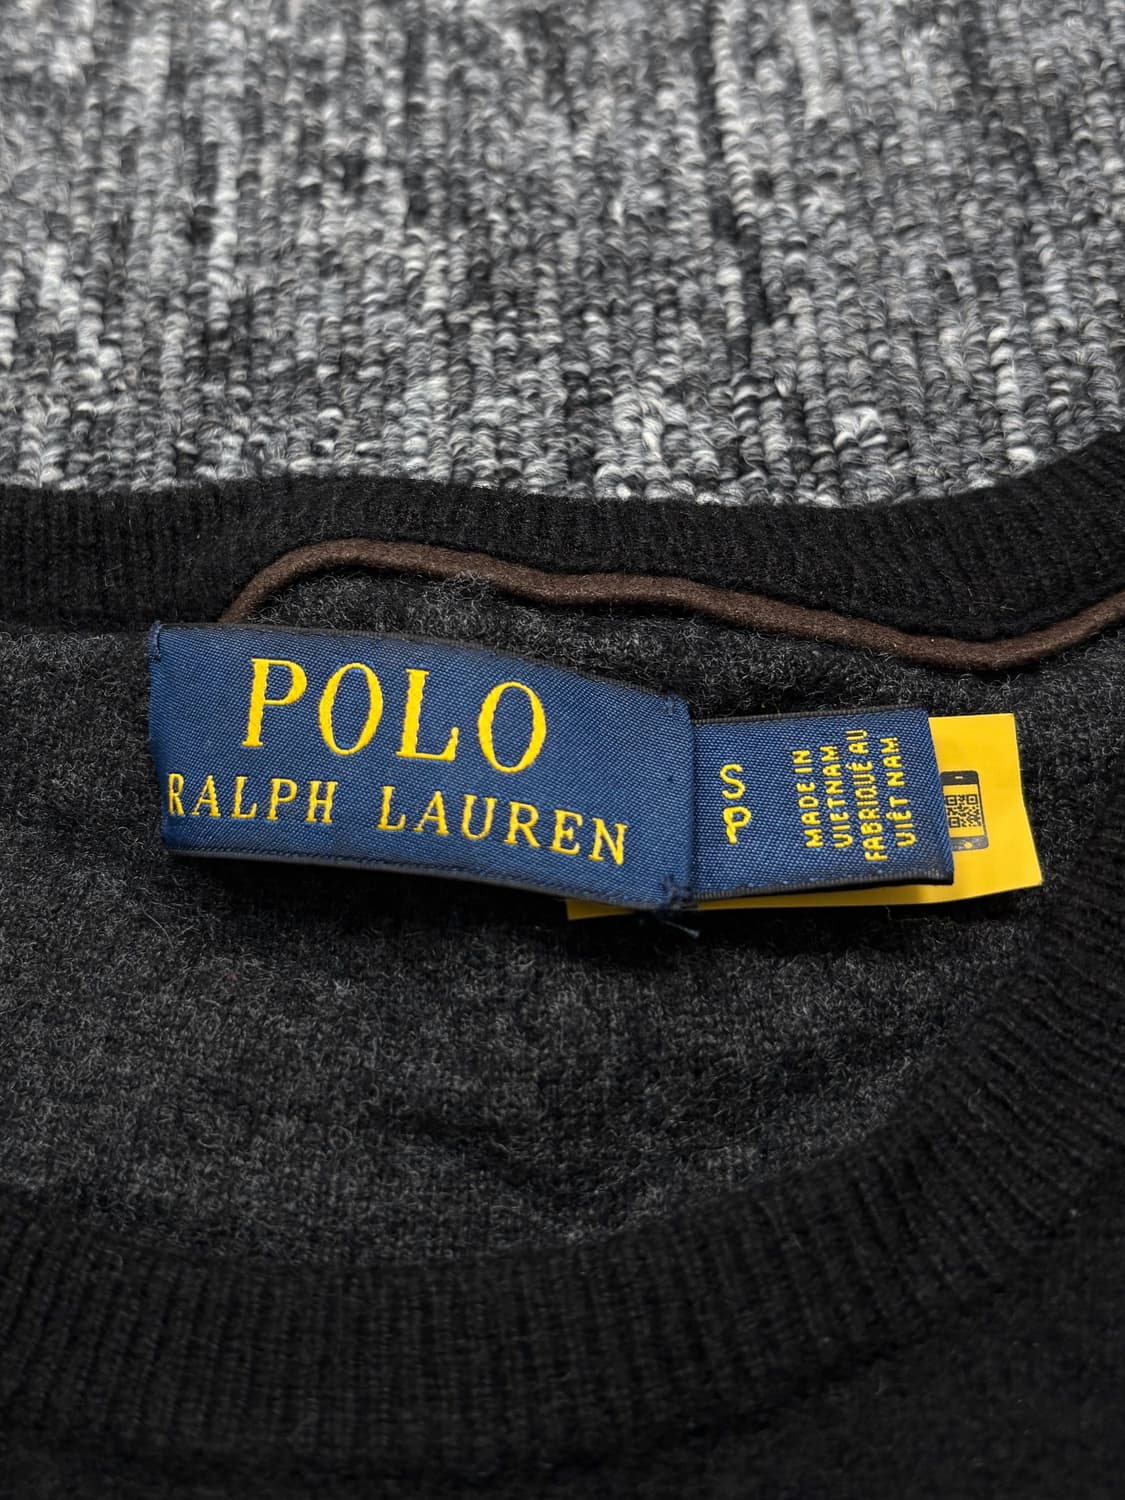 POLO
RALPH LAUREN
S
P
MADE IN
VIETNAM
FABRIQUÉ AU
VIÊT NAM